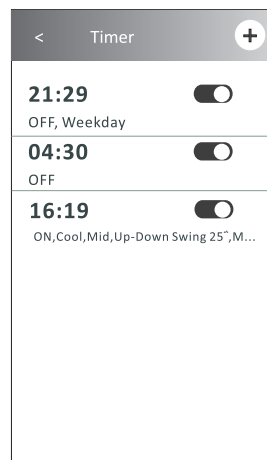 < Timer +
21:29
OFF, Weekday
04:30
OFF
16:19
ON,Cool,Mid,Up-Down Swing 25°,M...